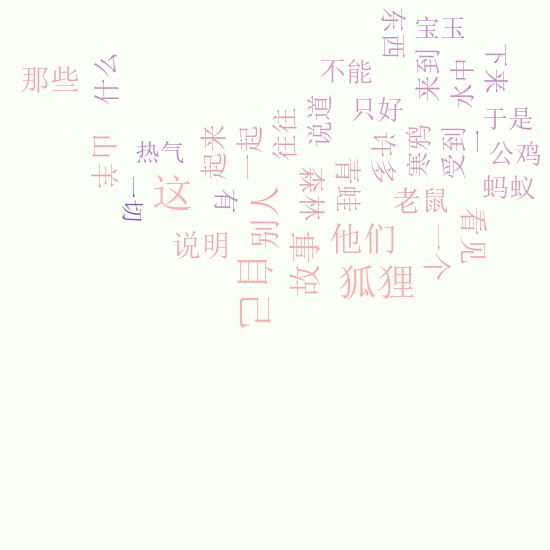 东西
宝玉
那些
什么
不能
来到
水中
下来
只好
说道
往往
于是
一
公鸡
热气
山羊
起来
一起
许多
寒鸦
受到
蚂蚁
一切
这
有
森林
青蛙
老鼠
看见
说明
别人
故事
他们
一个
自己
狐狸